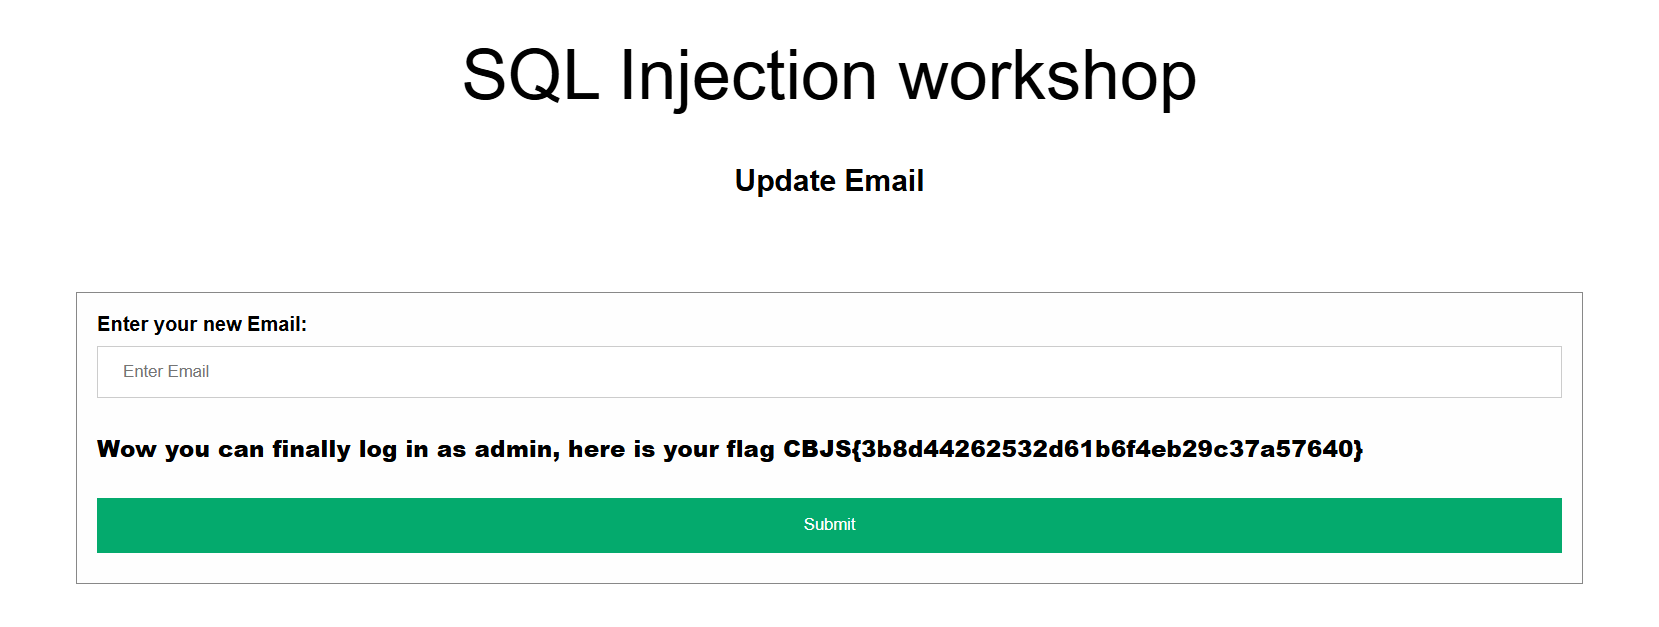 SQL Injection workshop
Update Email
Enter your new Email:
Enter Email
Wow you can finally log in as admin, here is your flag CBJS{3b8d44262532d61b6f4eb29c37a57640}
Submit